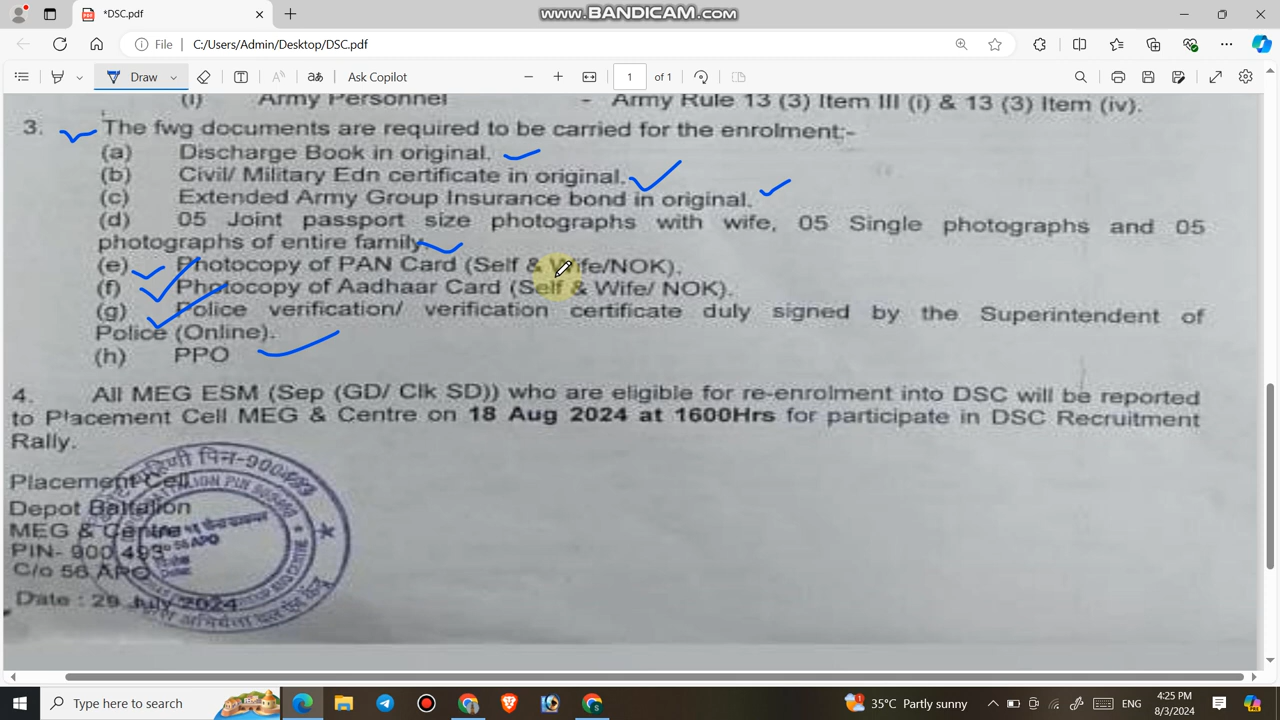 *DSC.pdf
www.BANDICAM.com
File
C:/Users/Admin/Desktop/DSC.pdf
Draw
aあ
Ask Copilot
1 of 1
(i) Army Personnel - Army Rule 13 (3) Item III (i) & 13 (3) Item (iv).
3. The fwg documents are required to be carried for the enrolment;-
(a) Discharge Book in original.
(b) Civil/ Military Edn certificate in original.
(c) Extended Army Group Insurance bond in original.
(d) 05 Joint passport size photographs with wife, 05 Single photographs and 05
photographs of entire family.
(e) Photocopy of PAN Card (Self & Wife/NOK).
(f) Photocopy of Aadhaar Card (Self & Wife/ NOK).
(g) Police verification/ verification certificate duly signed by the Superintendent of
Police (Online).
(h) PPO
4. All MEG ESM (Sep (GD/ Clk SD)) who are eligible for re-enrolment into DSC will be reported
to Placement Cell MEG & Centre on 18 Aug 2024 at 1600Hrs for participate in DSC Recruitment
Rally.
Placement Cell
Depot Battalion
MEG & Centre
PIN- 900 493
C/o 56 APO
Date : 29 July 2024
Type here to search
35°C Partly sunny
4:25 PM
8/3/2024